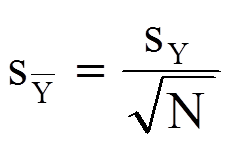 s_Ȳ = s_Y / √N